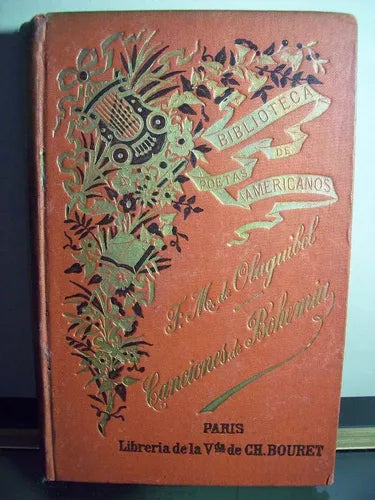 BIBLIOTECA
DE
POETAS AMERICANOS
F. M. de Olaguibel
Canciones de Bohemia
PARIS
Libreria de la Vda de CH. BOURET